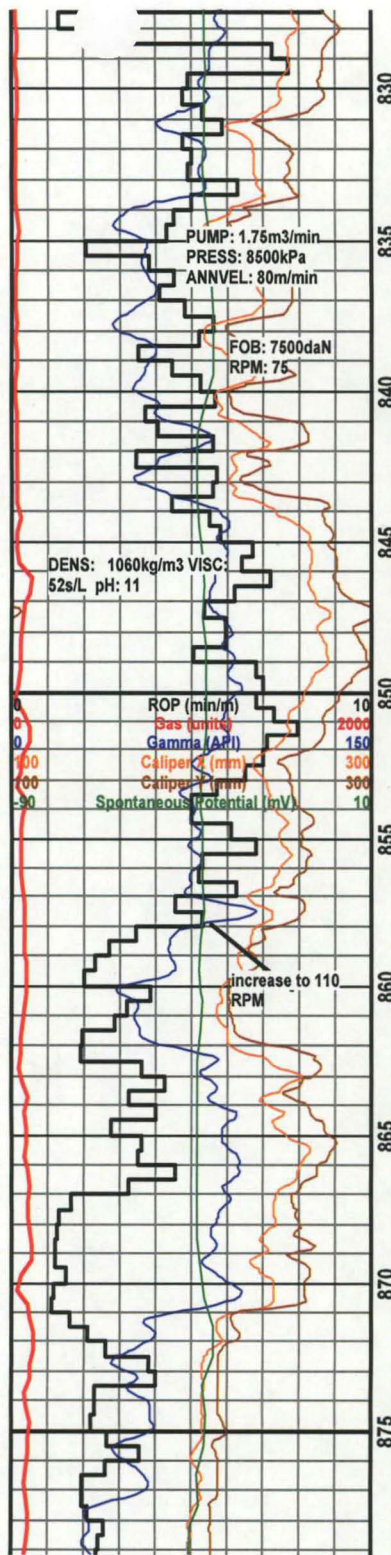 830
835
PUMP: 1.75m3/min
PRESS: 8500kPa
ANNVEL: 80m/min
FOB: 7500daN
RPM: 75
840
845
DENS: 1060kg/m3 VISC:
52s/L pH: 11
850
0 ROP (min/m) 10
0 Gas (units) 2000
0 Gamma (API) 150
100 Caliper X (mm) 300
100 Caliper Y (mm) 300
-90 Spontaneous Potential (mV) 10
855
increase to 110
RPM
860
865
870
875